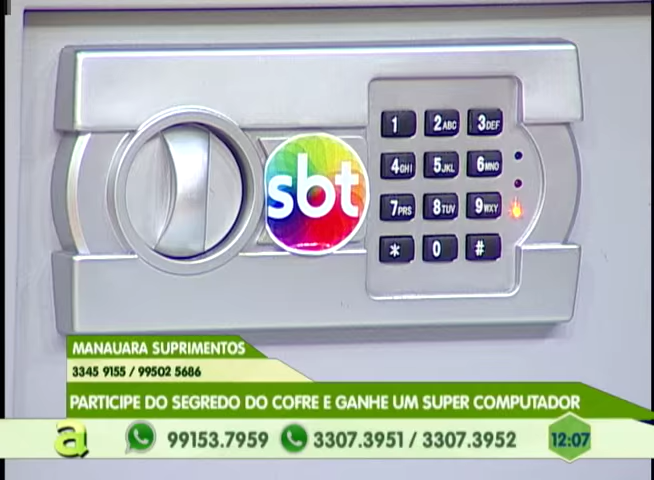 1 2ABC 3DEF
4GHI 5JKL 6MNO
7PRS 8TUV 9WXY
* 0 #
sbt
MANAUARA SUPRIMENTOS
3345 9155 / 99502 5686
PARTICIPE DO SEGREDO DO COFRE E GANHE UM SUPER COMPUTADOR
a 99153.7959 3307.3951 / 3307.3952 12:07